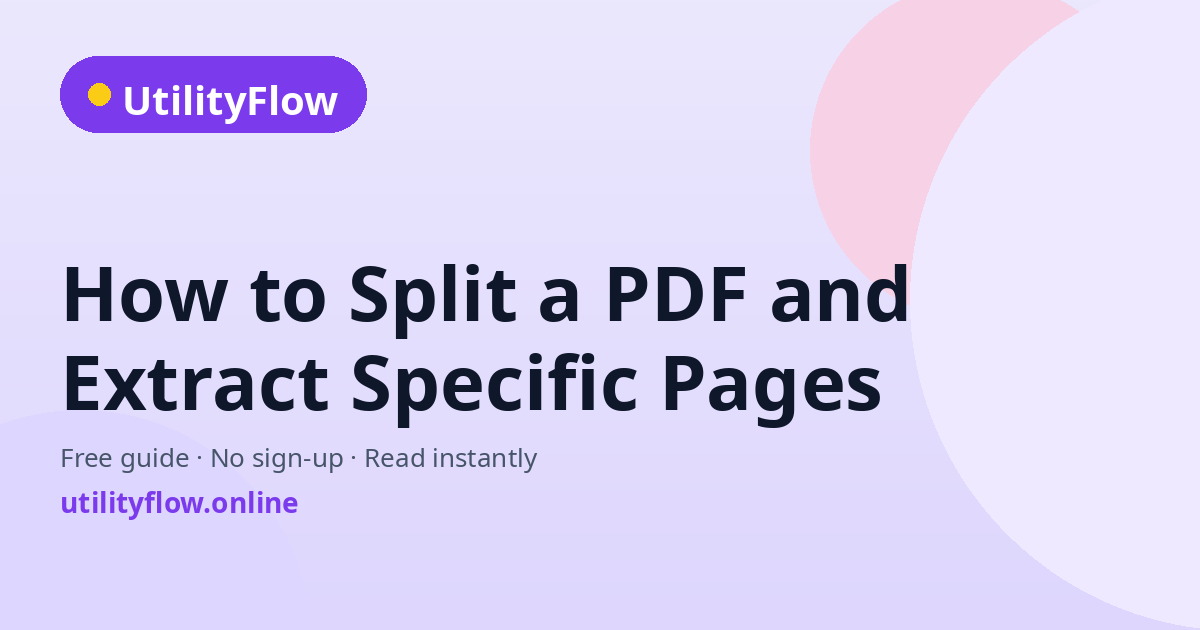 UtilityFlow
How to Split a PDF and
Extract Specific Pages
Free guide · No sign-up · Read instantly
utilityflow.online